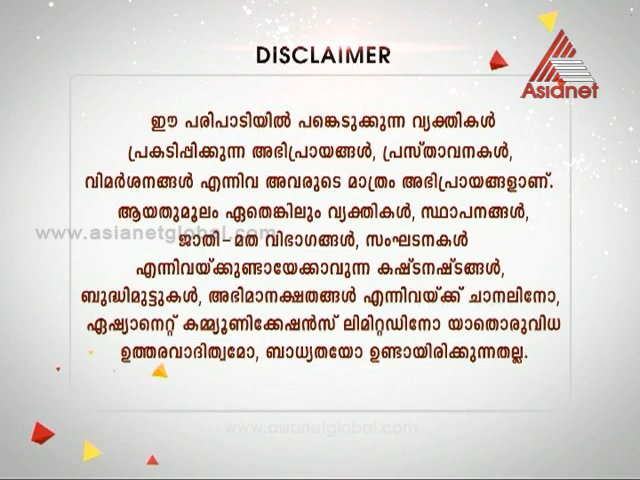 DISCLAIMER
Asianet
ഈ പരിപാടിയിൽ പങ്കെടുക്കുന്ന വ്യക്തികൾ
പ്രകടിപ്പിക്കുന്ന അഭിപ്രായങ്ങൾ, പ്രസ്താവനകൾ,
വിമർശനങ്ങൾ എന്നിവ അവരുടെ മാത്രം അഭിപ്രായങ്ങളാണ്.
ആയതുമൂലം ഏതെങ്കിലും വ്യക്തികൾ, സ്ഥാപനങ്ങൾ,
www.asianetglobal.com
ജാതി-മത വിഭാഗങ്ങൾ, സംഘടനകൾ
എന്നിവയ്ക്കുണ്ടായേക്കാവുന്ന കഷ്ടനഷ്ടങ്ങൾ,
ബുദ്ധിമുട്ടുകൾ, അഭിമാനക്ഷതങ്ങൾ എന്നിവയ്ക്ക് ചാനലിനോ,
ഏഷ്യാനെറ്റ് കമ്മ്യൂണിക്കേഷൻസ് ലിമിറ്റഡിനോ യാതൊരുവിധ
ഉത്തരവാദിത്വമോ, ബാധ്യതയോ ഉണ്ടായിരിക്കുന്നതല്ല.
www.asianetglobal.com